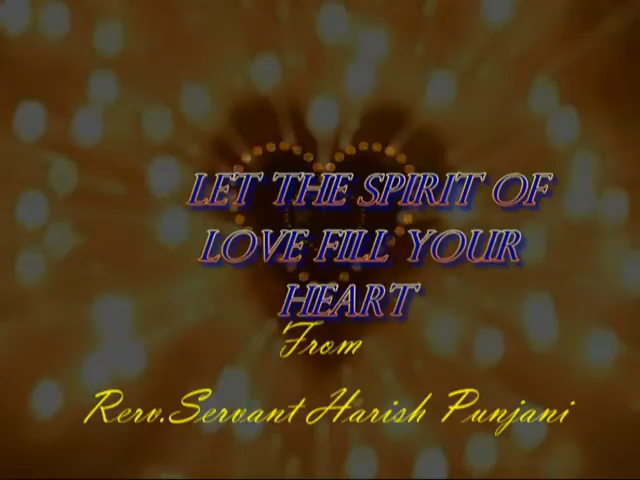 LET THE SPIRIT OF
LOVE FILL YOUR
HEART
From
Rerv.Servant Harish Punjani